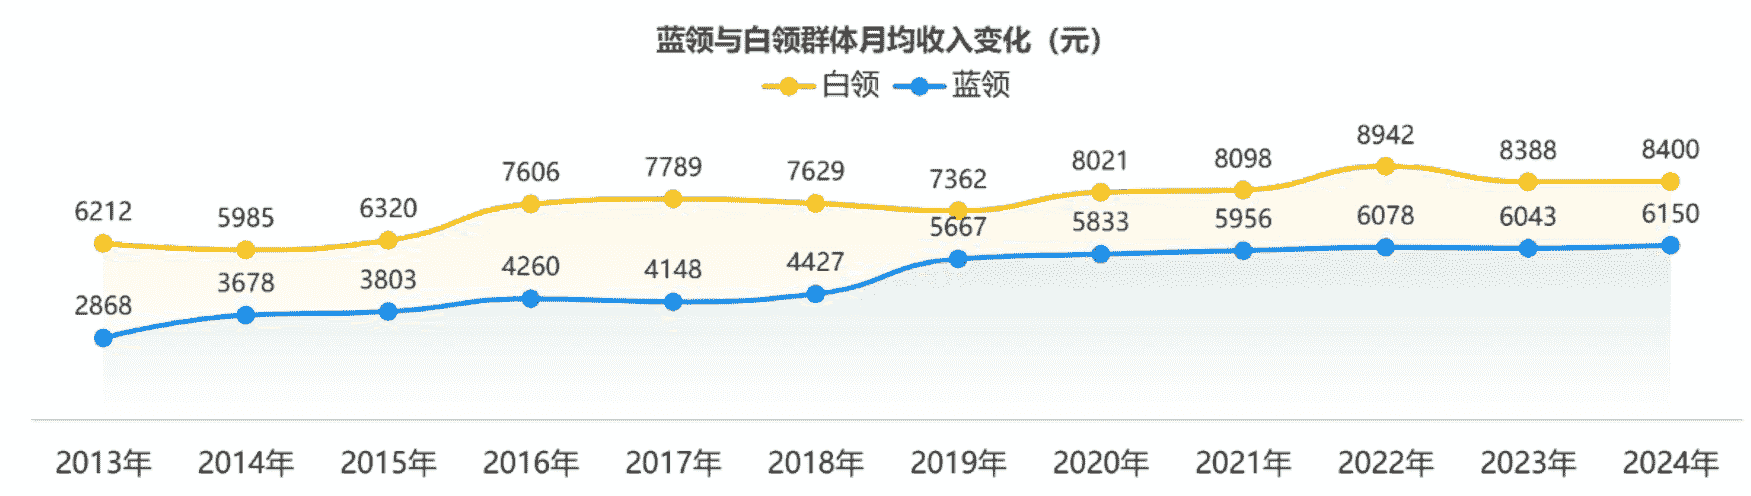 蓝领与白领群体月均收入变化（元）
白领 蓝领
6212 5985 6320 7606 7789 7629 7362 8021 8098 8942 8388 8400
2868 3678 3803 4260 4148 4427 5667 5833 5956 6078 6043 6150
2013年 2014年 2015年 2016年 2017年 2018年 2019年 2020年 2021年 2022年 2023年 2024年